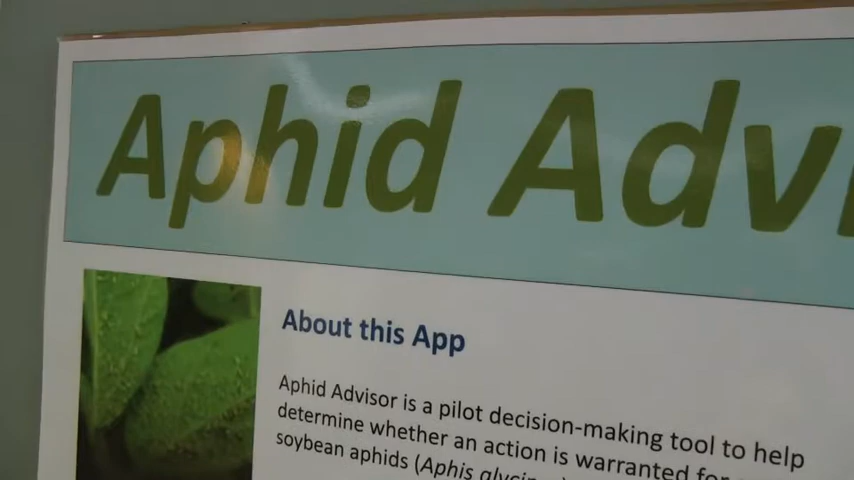 Aphid Adv
About this App
Aphid Advisor is a pilot decision-making tool to help
determine whether an action is warranted for
soybean aphids (Aphis